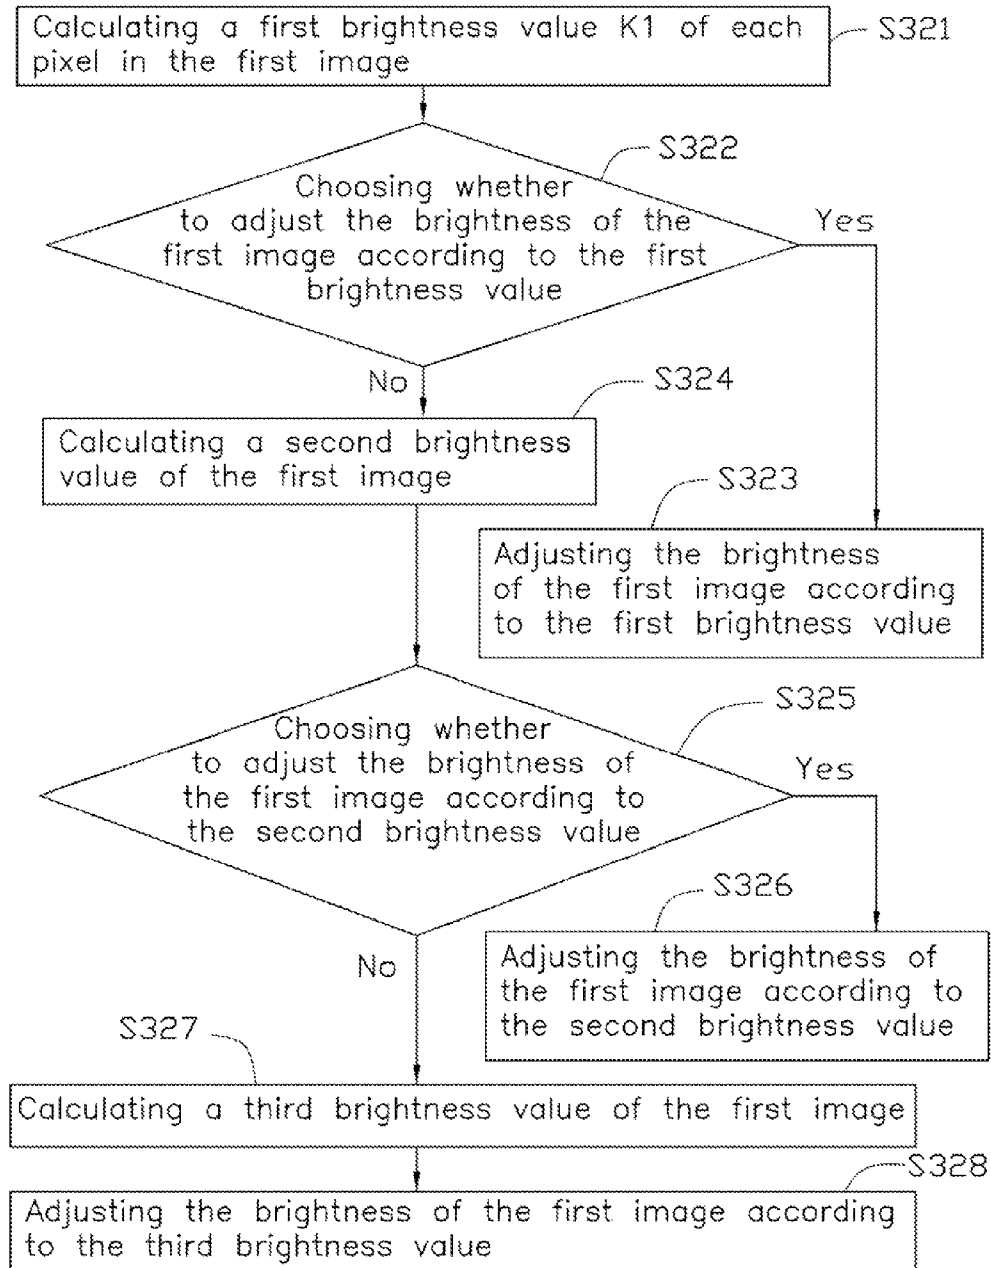 Calculating a first brightness value K1 of each
pixel in the first image
S321
S322
Choosing whether
to adjust the brightness of the
first image according to the first
brightness value
Yes
No
S324
Calculating a second brightness
value of the first image
S323
Adjusting the brightness
of the first image according
to the first brightness value
S325
Choosing whether
to adjust the brightness of
the first image according to
the second brightness value
Yes
S326
Adjusting the brightness of
the first image according to
the second brightness value
No
S327
Calculating a third brightness value of the first image
S328
Adjusting the brightness of the first image according
to the third brightness value